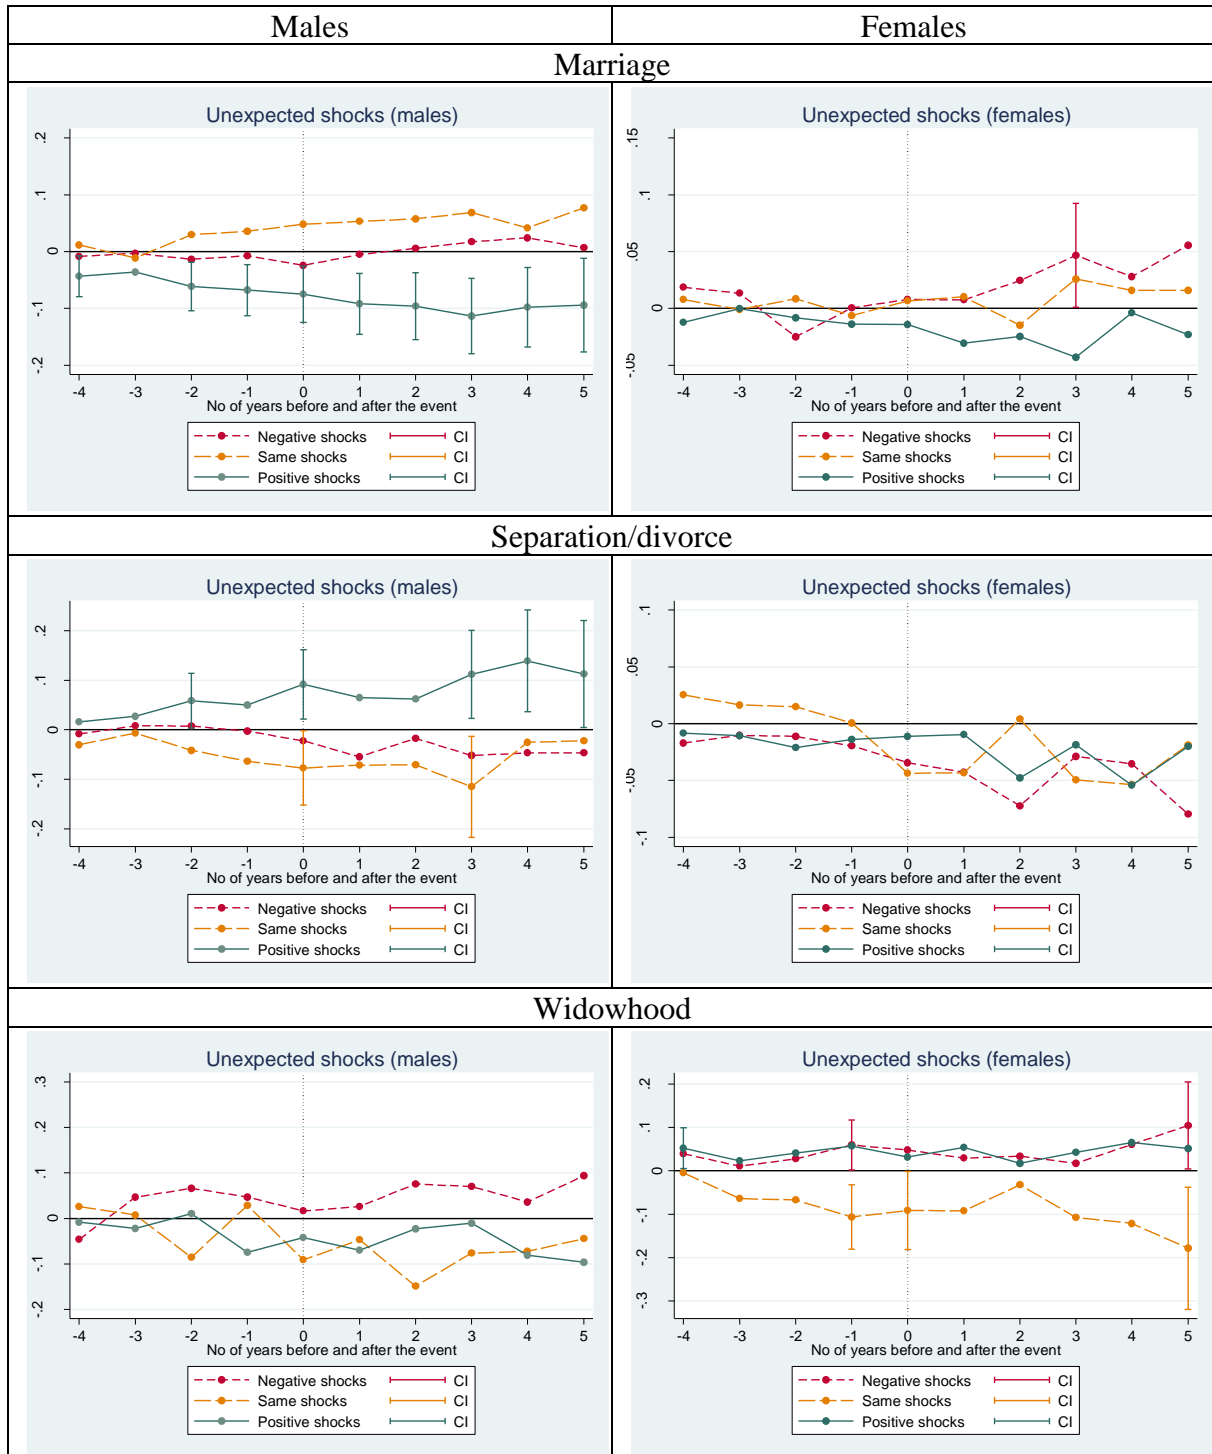 Males Females
Marriage
Unexpected shocks (males)
.2
.1
0
-.1
-.2
-4 -3 -2 -1 0 1 2 3 4 5
No of years before and after the event
Negative shocks CI
Same shocks CI
Positive shocks CI
Unexpected shocks (females)
.15
.1
.05
0
-.05
-4 -3 -2 -1 0 1 2 3 4 5
No of years before and after the event
Negative shocks CI
Same shocks CI
Positive shocks CI
Separation/divorce
Unexpected shocks (males)
.2
.1
0
-.1
-.2
-4 -3 -2 -1 0 1 2 3 4 5
No of years before and after the event
Negative shocks CI
Same shocks CI
Positive shocks CI
Unexpected shocks (females)
.1
.05
0
-.05
-.1
-4 -3 -2 -1 0 1 2 3 4 5
No of years before and after the event
Negative shocks CI
Same shocks CI
Positive shocks CI
Widowhood
Unexpected shocks (males)
.3
.2
.1
0
-.1
-.2
-4 -3 -2 -1 0 1 2 3 4 5
No of years before and after the event
Negative shocks CI
Same shocks CI
Positive shocks CI
Unexpected shocks (females)
.2
.1
0
-.1
-.2
-.3
-4 -3 -2 -1 0 1 2 3 4 5
No of years before and after the event
Negative shocks CI
Same shocks CI
Positive shocks CI